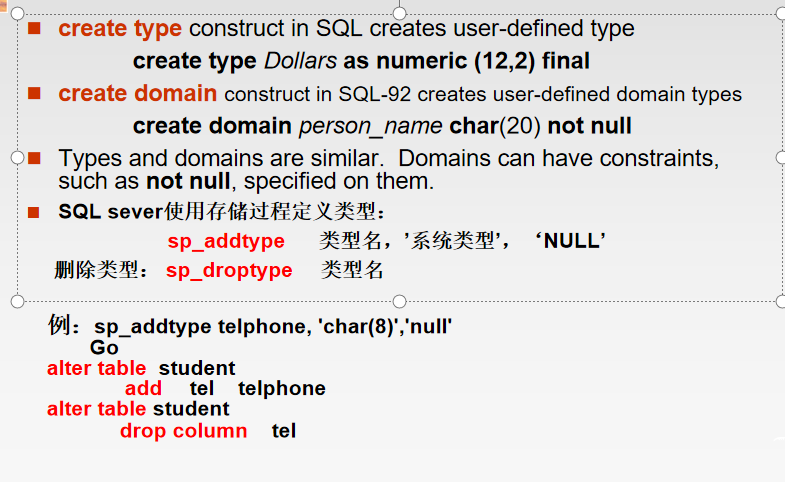 create type construct in SQL creates user-defined type
create type Dollars as numeric (12,2) final
create domain construct in SQL-92 creates user-defined domain types
create domain person_name char(20) not null
Types and domains are similar.  Domains can have constraints,
such as not null, specified on them.
SQL sever使用存储过程定义类型：
sp_addtype 类型名，’系统类型’， ‘NULL’
删除类型： sp_droptype 类型名
例：sp_addtype telphone, 'char(8)','null'
Go
alter table student
add tel telphone
alter table student
drop column tel